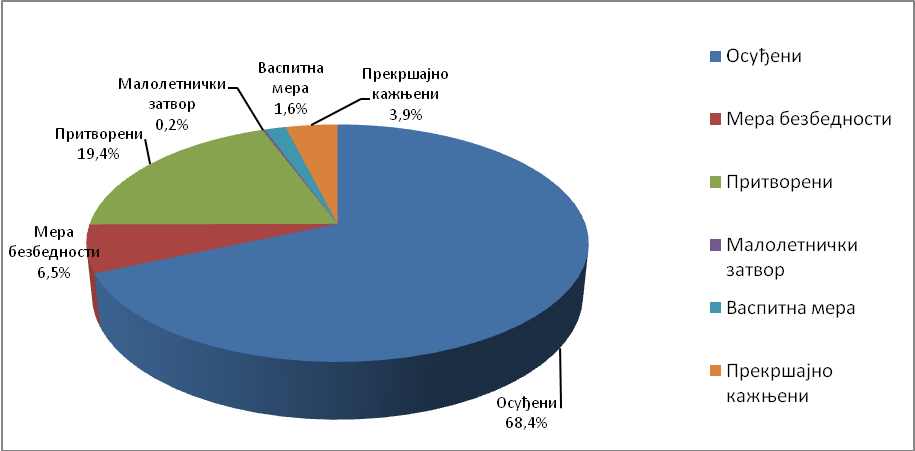 Васпитна
мера
1,6%
Прекршајно
кажњени
3,9%
Малолетнички
затвор
0,2%
Притворени
19,4%
Мера
безбедности
6,5%
Осуђени
68,4%
Осуђени
Мера безбедности
Притворени
Малолетнички
затвор
Васпитна мера
Прекршајно
кажњени